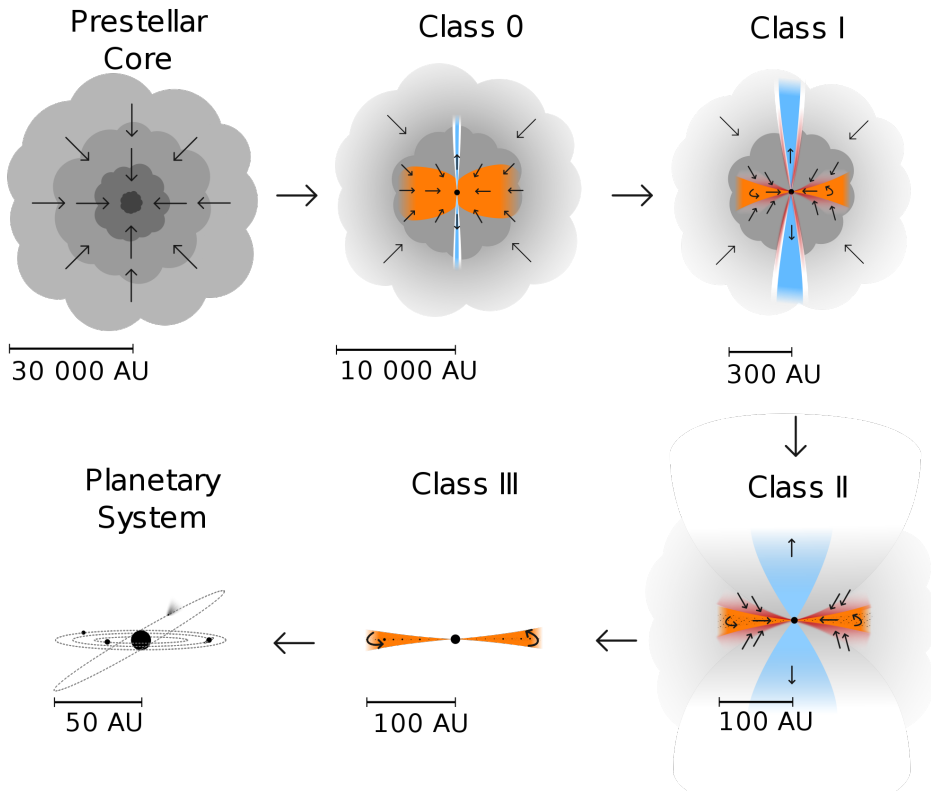 Prestellar
Core
Class 0
Class I
30 000 AU
10 000 AU
300 AU
Planetary
System
Class III
Class II
50 AU
100 AU
100 AU